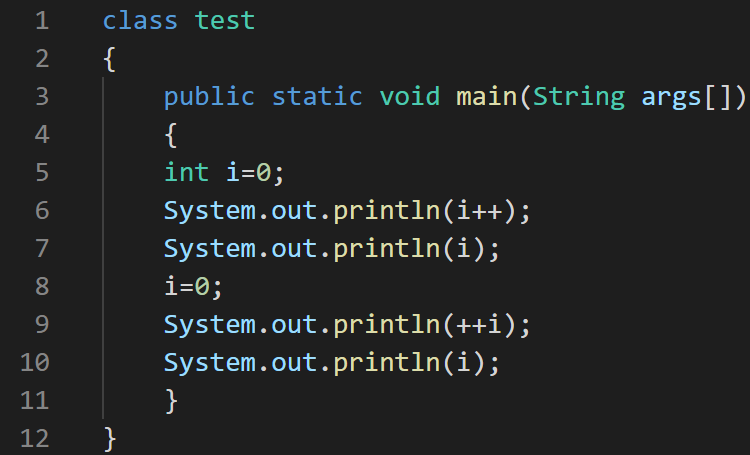 1 class test
2 {
3 public static void main(String args[])
4 {
5 int i=0;
6 System.out.println(i++);
7 System.out.println(i);
8 i=0;
9 System.out.println(++i);
10 System.out.println(i);
11 }
12 }